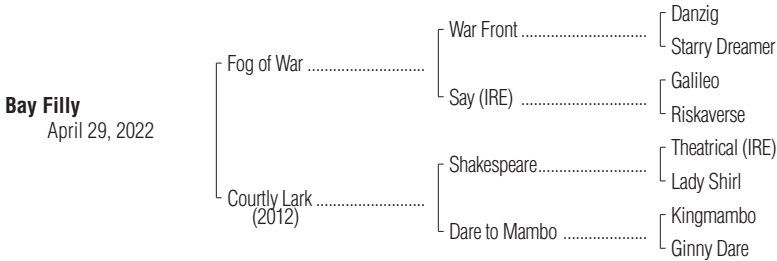 Danzig
War Front ................................
Starry Dreamer
Fog of War ..............................
Galileo
Say (IRE) ................................
Riskaverse
Bay Filly
April 29, 2022
Theatrical (IRE)
Shakespeare............................
Lady Shirl
Courtly Lark ............................
(2012)
Kingmambo
Dare to Mambo .....................
Ginny Dare